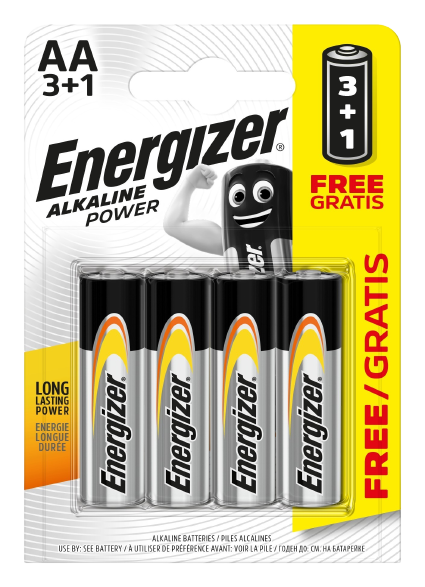 AA
3+1
Energizer®
ALKALINE
POWER
3
+
1
FREE
GRATIS
FREE/GRATIS
LONG
LASTING
POWER
ENERGIE
LONGUE
DURÉE
zer.
Energizer
Energizer
Energizer
Energizer
ALKALINE BATTERIES / PILES ALCALINES
USE BY: SEE BATTERY / À UTILISER DE PRÉFÉRENCE AVANT: VOIR LA PILE / ГОДЕН ДО, СМ. НА БАТАРЕЙКЕ